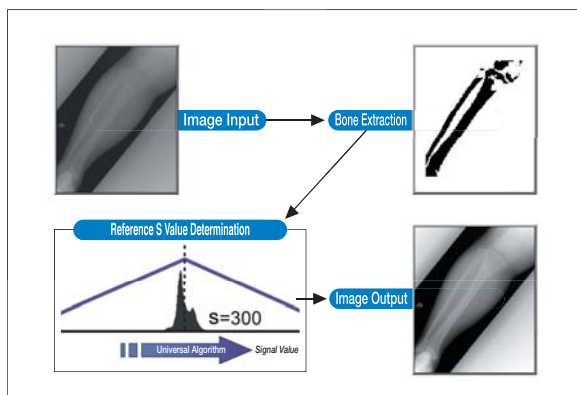 Image Input
Bone Extraction
Reference S Value Determination
S=300
Universal Algorithm
Signal Value
Image Output